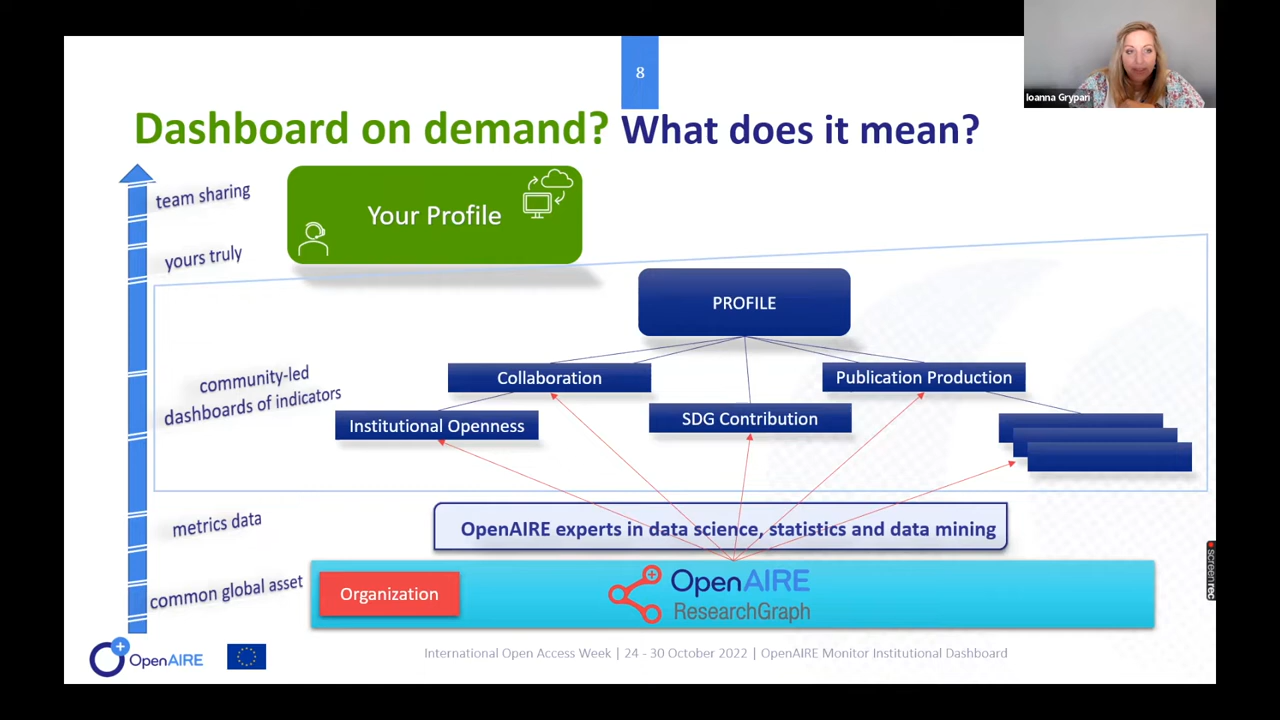 8
Ioanna Grypari
Dashboard on demand? What does it mean?
team sharing
Your Profile
yours truly
PROFILE
community-led
dashboards of indicators
Collaboration
Publication Production
Institutional Openness
SDG Contribution
metrics data
OpenAIRE experts in data science, statistics and data mining
common global asset
Organization
OpenAIRE
ResearchGraph
OpenAIRE
International Open Access Week | 24 - 30 October 2022 | OpenAIRE Monitor Institutional Dashboard
screenrec